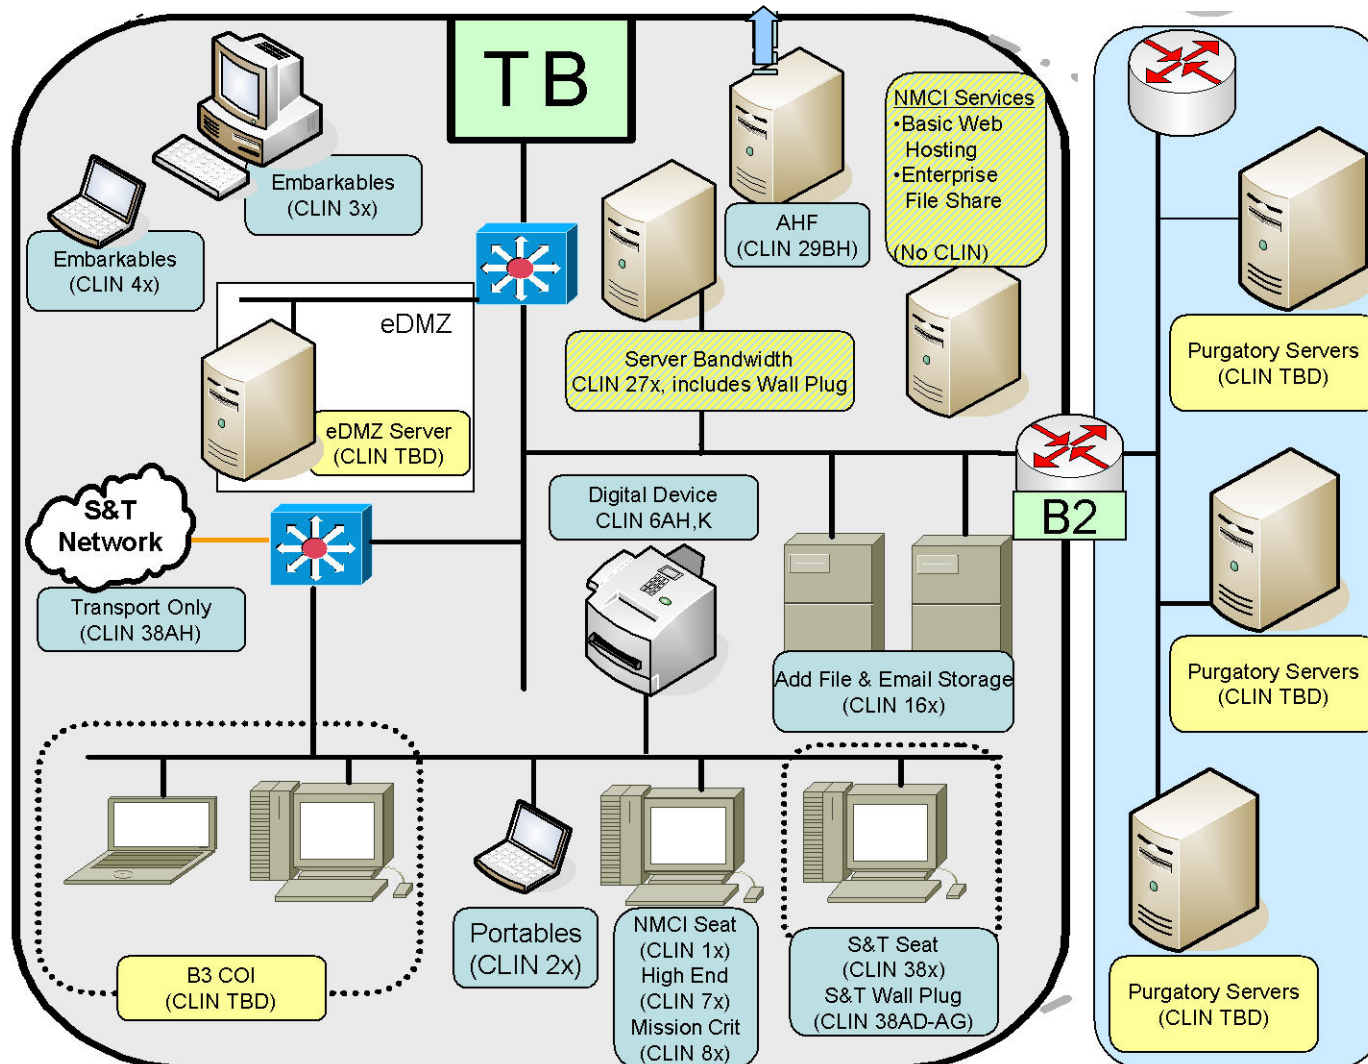 TB
NMCI Services
•Basic Web
Hosting
•Enterprise
File Share
(No CLIN)
Embarkables
(CLIN 3x)
Embarkables
(CLIN 4x)
AHF
(CLIN 29BH)
eDMZ
Server Bandwidth
CLIN 27x, includes Wall Plug
Purgatory Servers
(CLIN TBD)
eDMZ Server
(CLIN TBD)
S&T
Network
Digital Device
CLIN 6AH,K
B2
Transport Only
(CLIN 38AH)
Add File & Email Storage
(CLIN 16x)
Purgatory Servers
(CLIN TBD)
B3 COI
(CLIN TBD)
Portables
(CLIN 2x)
NMCI Seat
(CLIN 1x)
High End
(CLIN 7x)
Mission Crit
(CLIN 8x)
S&T Seat
(CLIN 38x)
S&T Wall Plug
(CLIN 38AD-AG)
Purgatory Servers
(CLIN TBD)